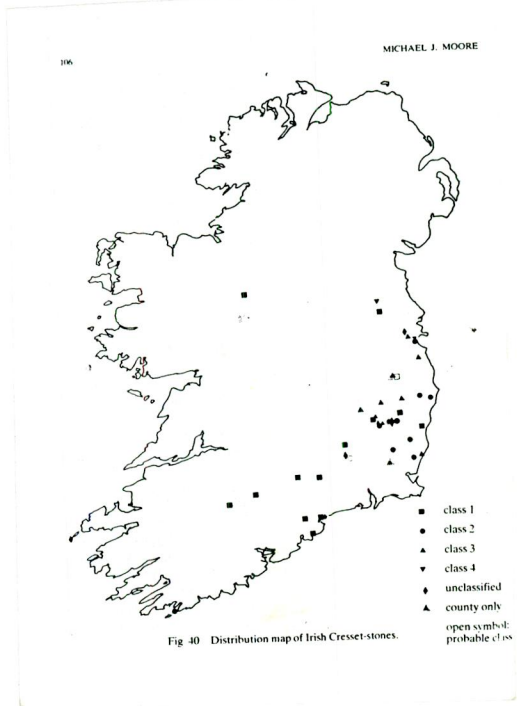 106
MICHAEL J. MOORE
class 1
class 2
class 3
class 4
unclassified
county only
open symbol:
probable class
Fig 40 Distribution map of Irish Cresset-stones.